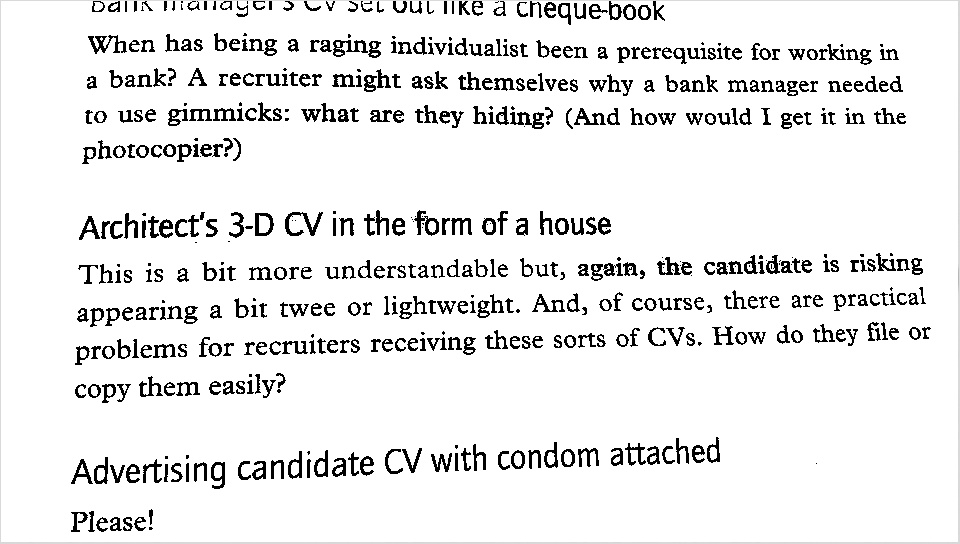 Bank manager's CV set out like a cheque-book
When has being a raging individualist been a prerequisite for working in
a bank? A recruiter might ask themselves why a bank manager needed
to use gimmicks: what are they hiding? (And how would I get it in the
photocopier?)
Architect's 3-D CV in the form of a house
This is a bit more understandable but, again, the candidate is risking
appearing a bit twee or lightweight. And, of course, there are practical
problems for recruiters receiving these sorts of CVs. How do they file or
copy them easily?
Advertising candidate CV with condom attached
Please!